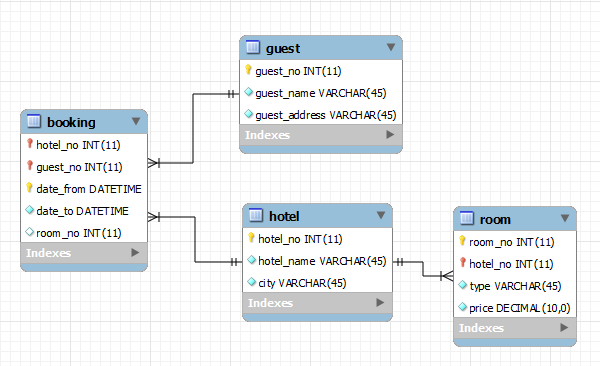 guest
guest_no INT(11)
guest_name VARCHAR(45)
guest_address VARCHAR(45)
Indexes
booking
hotel_no INT(11)
guest_no INT(11)
date_from DATETIME
date_to DATETIME
room_no INT(11)
Indexes
hotel
hotel_no INT(11)
hotel_name VARCHAR(45)
city VARCHAR(45)
Indexes
room
room_no INT(11)
hotel_no INT(11)
type VARCHAR(45)
price DECIMAL(10,0)
Indexes